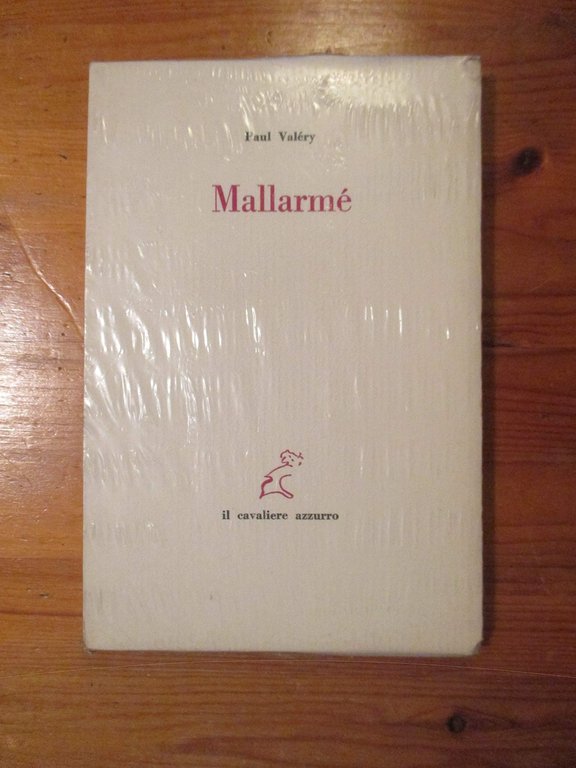 Paul Valéry
Mallarmé
il cavaliere azzurro